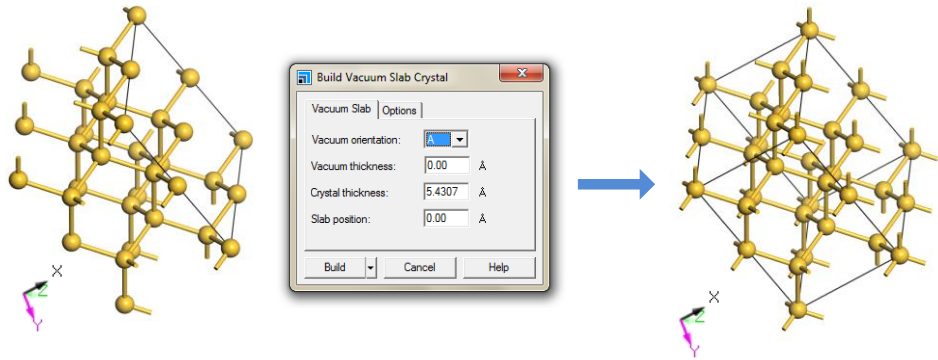 Build Vacuum Slab Crystal
Vacuum Slab Options
Vacuum orientation: A
Vacuum thickness: 0.00 Å
Crystal thickness: 5.4307 Å
Slab position: 0.00 Å
Build Cancel Help
X
Z
Y
X
Z
Y